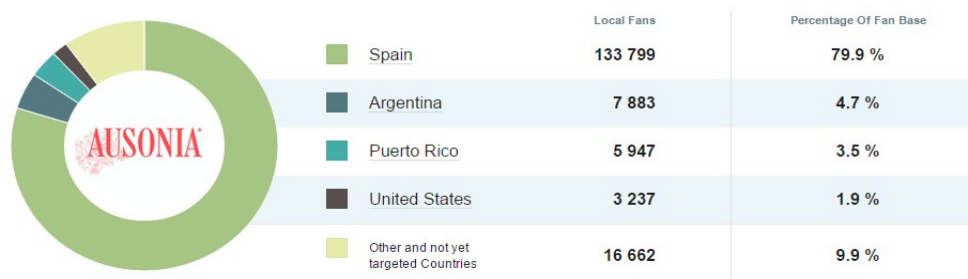 Local Fans Percentage Of Fan Base
AUSONIA
Spain 133 799 79.9 %
Argentina 7 883 4.7 %
Puerto Rico 5 947 3.5 %
United States 3 237 1.9 %
Other and not yet
targeted Countries 16 662 9.9 %